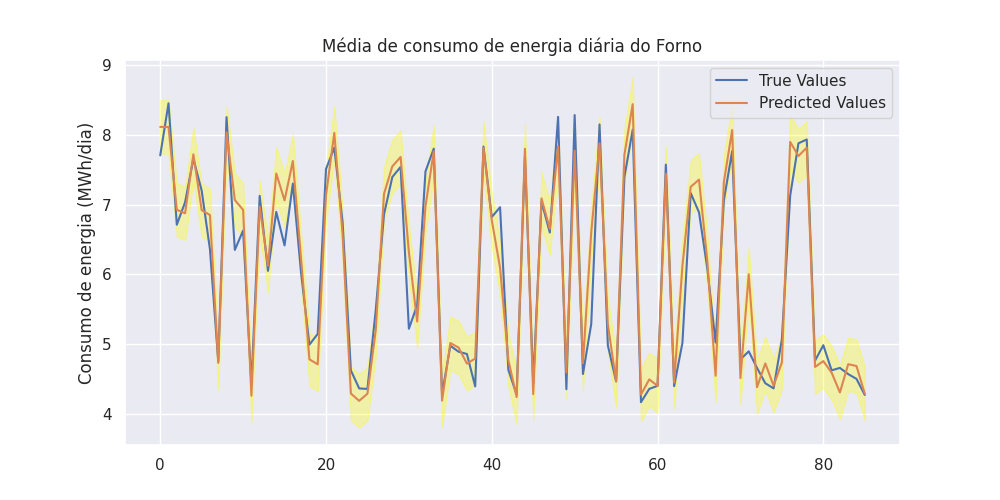 Média de consumo de energia diária do Forno
True Values
Predicted Values
Consumo de energia (MWh/dia)
9
8
7
6
5
4
0 20 40 60 80